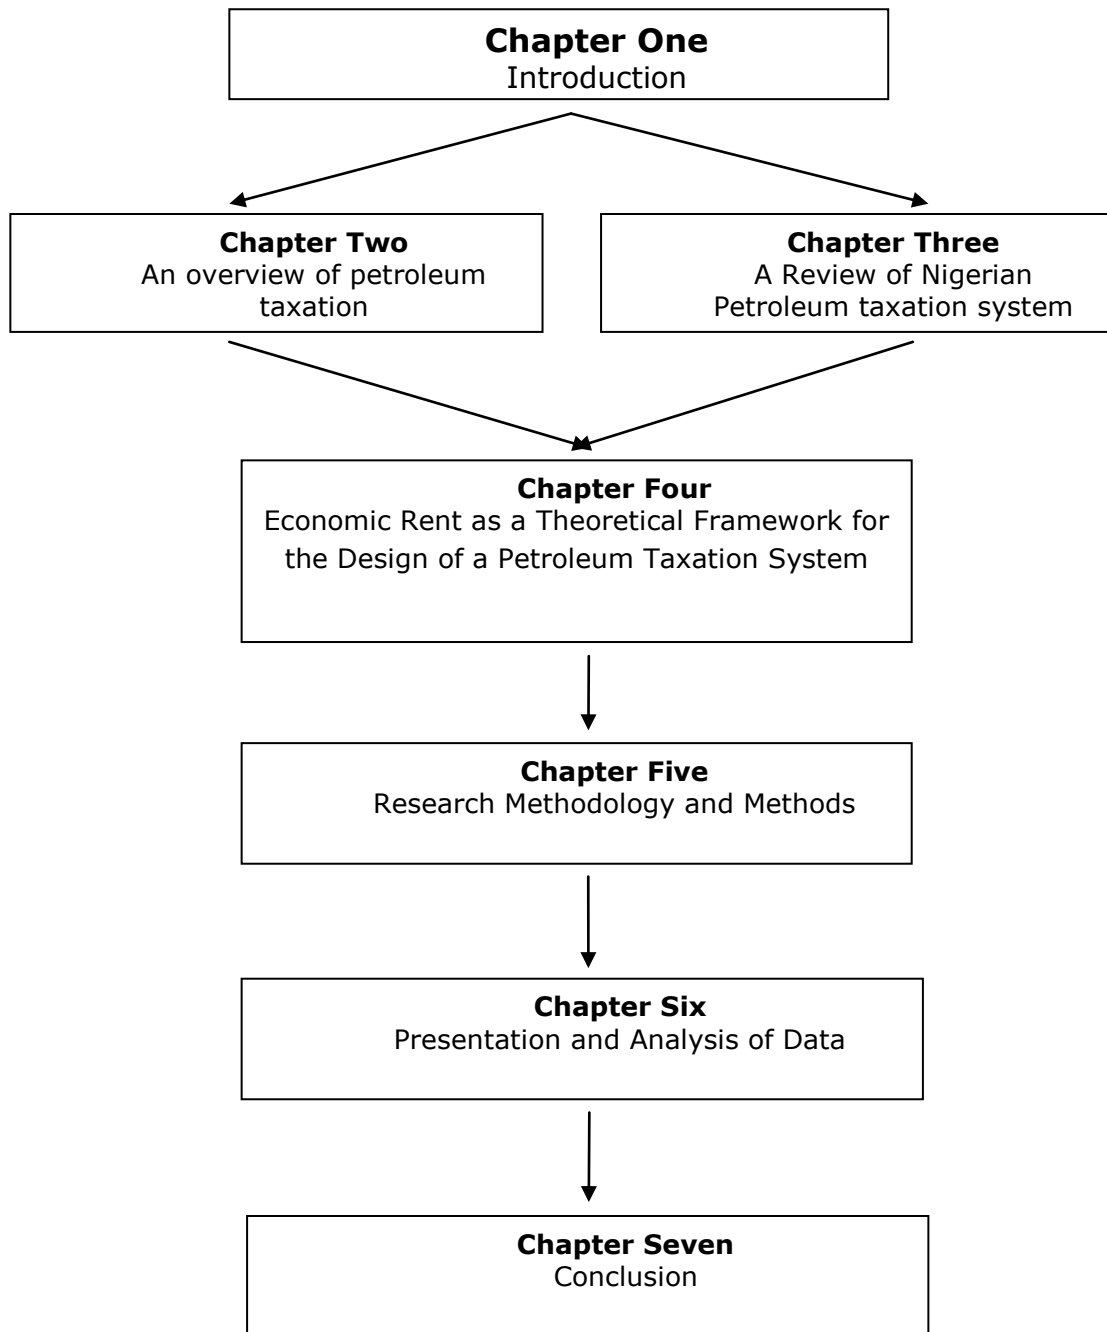 Chapter One
Introduction
Chapter Two
An overview of petroleum
taxation
Chapter Three
A Review of Nigerian
Petroleum taxation system
Chapter Four
Economic Rent as a Theoretical Framework for
the Design of a Petroleum Taxation System
Chapter Five
Research Methodology and Methods
Chapter Six
Presentation and Analysis of Data
Chapter Seven
Conclusion